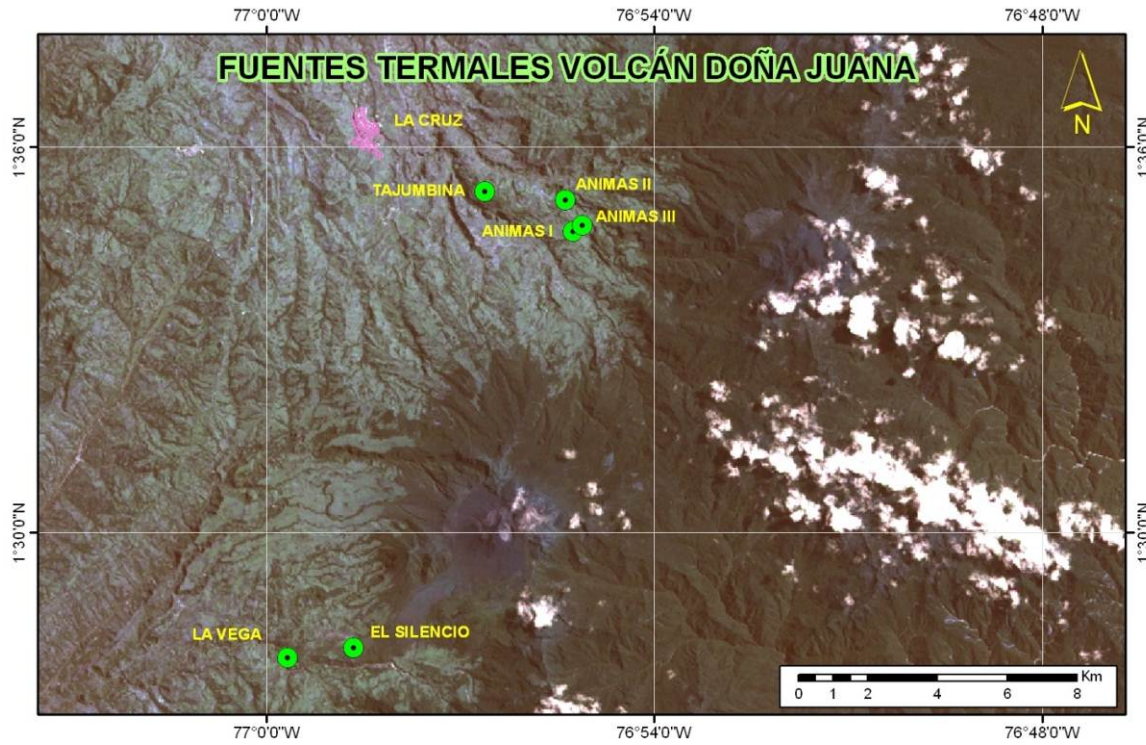 77°0'0"W 76°54'0"W 76°48'0"W
FUENTES TERMALES VOLCÁN DOÑA JUANA
N
LA CRUZ
1°36'0"N 1°36'0"N
TAJUMBINA
ANIMAS II
ANIMAS III
ANIMAS I
1°30'0"N 1°30'0"N
LA VEGA
EL SILENCIO
Km
0 1 2 4 6 8
77°0'0"W 76°54'0"W 76°48'0"W